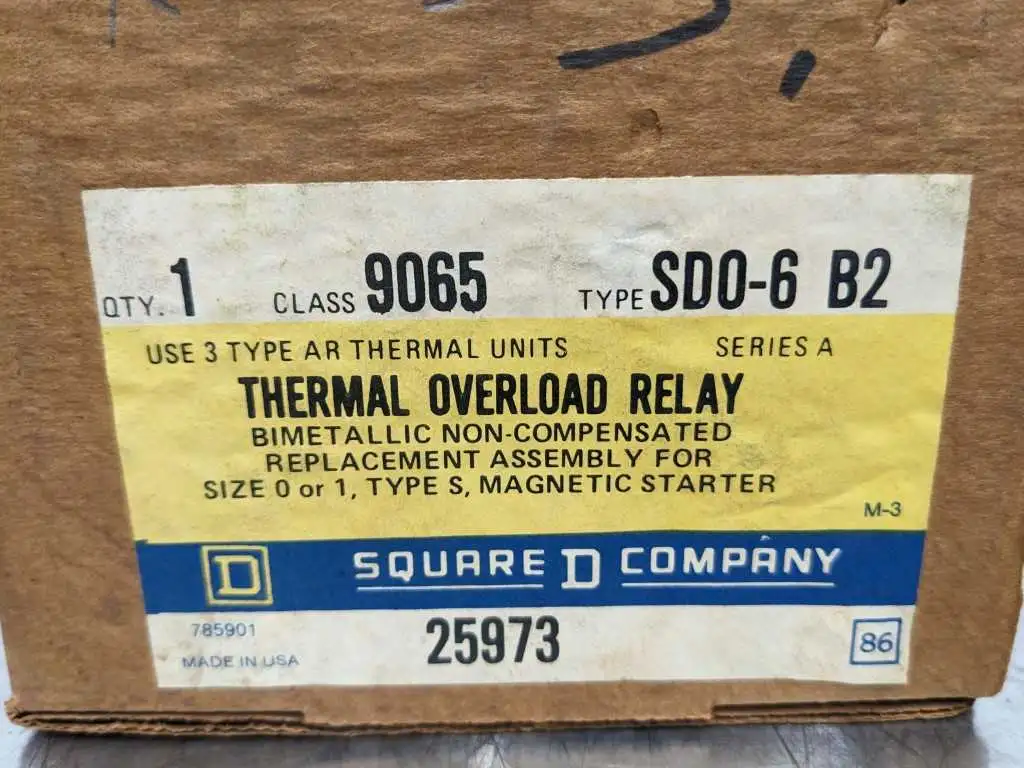 QTY. 1 CLASS 9065 TYPE SDO-6 B2
USE 3 TYPE AR THERMAL UNITS SERIES A
THERMAL OVERLOAD RELAY
BIMETALLIC NON-COMPENSATED
REPLACEMENT ASSEMBLY FOR
SIZE 0 or 1, TYPE S, MAGNETIC STARTER
M-3
D SQUARE D COMPANY
785901 25973 86
MADE IN USA